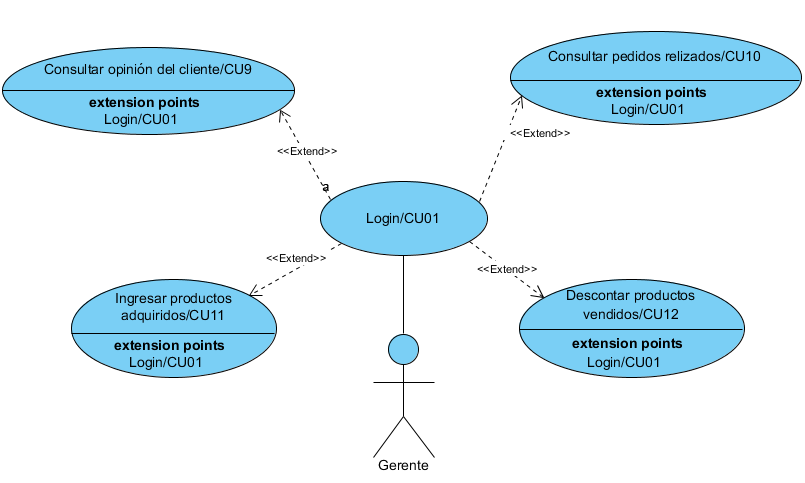 Consultar opinión del cliente/CU9
extension points
Login/CU01
Consultar pedidos relizados/CU10
extension points
Login/CU01
<<Extend>>
<<Extend>>
a
Login/CU01
<<Extend>>
<<Extend>>
Ingresar productos
adquiridos/CU11
extension points
Login/CU01
Descontar productos
vendidos/CU12
extension points
Login/CU01
Gerente